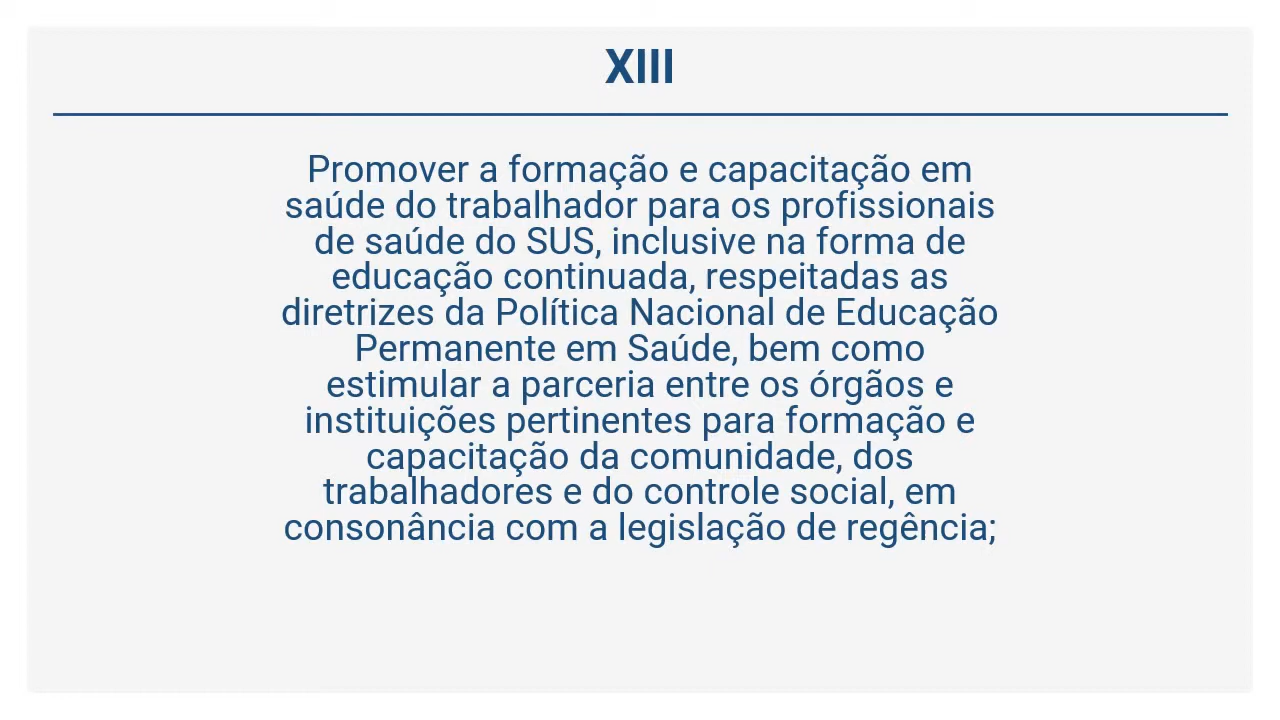 XIII
Promover a formação e capacitação em
saúde do trabalhador para os profissionais
de saúde do SUS, inclusive na forma de
educação continuada, respeitadas as
diretrizes da Política Nacional de Educação
Permanente em Saúde, bem como
estimular a parceria entre os órgãos e
instituições pertinentes para formação e
capacitação da comunidade, dos
trabalhadores e do controle social, em
consonância com a legislação de regência;